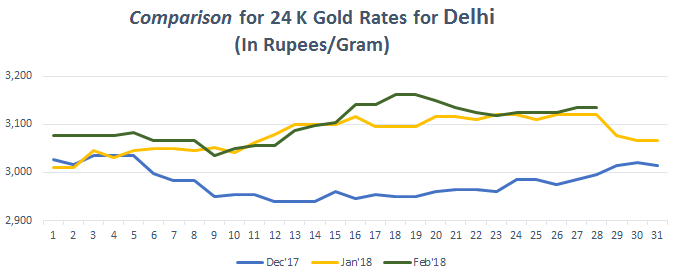 Comparison for 24 K Gold Rates for Delhi
(In Rupees/Gram)
3,200
3,100
3,000
2,900
1 2 3 4 5 6 7 8 9 10 11 12 13 14 15 16 17 18 19 20 21 22 23 24 25 26 27 28 29 30 31
Dec'17 Jan'18 Feb'18